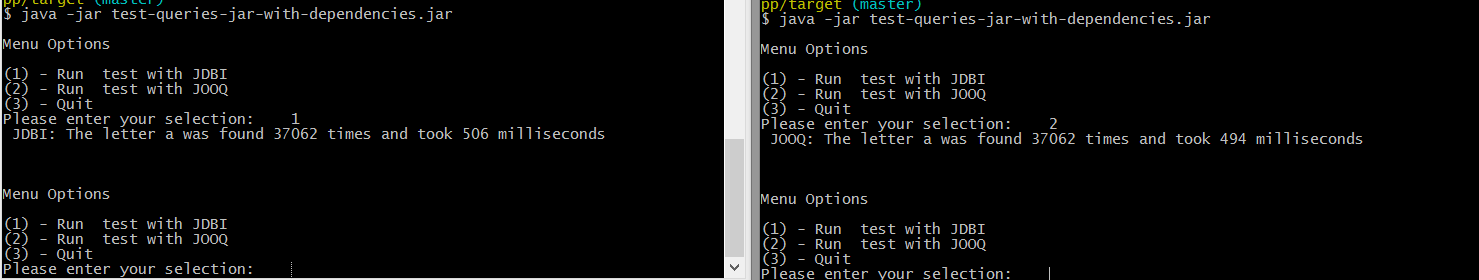 pp/target (master)
$ java -jar test-queries-jar-with-dependencies.jar
Menu Options
(1) - Run  test with JDBI
(2) - Run  test with JOOQ
(3) - Quit
Please enter your selection:    1
 JDBI: The letter a was found 37062 times and took 506 milliseconds
Menu Options
(1) - Run  test with JDBI
(2) - Run  test with JOOQ
(3) - Quit
Please enter your selection:
pp/target (master)
$ java -jar test-queries-jar-with-dependencies.jar
Menu Options
(1) - Run  test with JDBI
(2) - Run  test with JOOQ
(3) - Quit
Please enter your selection:    2
 JOOQ: The letter a was found 37062 times and took 494 milliseconds
Menu Options
(1) - Run  test with JDBI
(2) - Run  test with JOOQ
(3) - Quit
Please enter your selection: